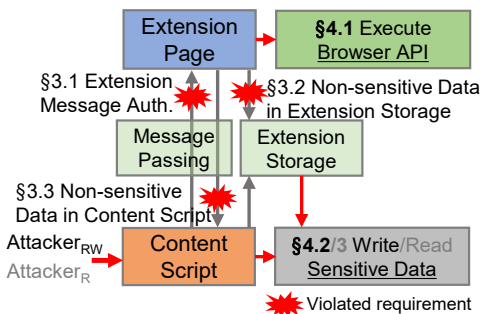 Extension
Page
§4.1 Execute
Browser API
§3.1 Extension
Message Auth.
§3.2 Non-sensitive Data
in Extension Storage
Message
Passing
Extension
Storage
§3.3 Non-sensitive
Data in Content Script
AttackerRW
AttackerR
Content
Script
§4.2/3 Write/Read
Sensitive Data
Violated requirement